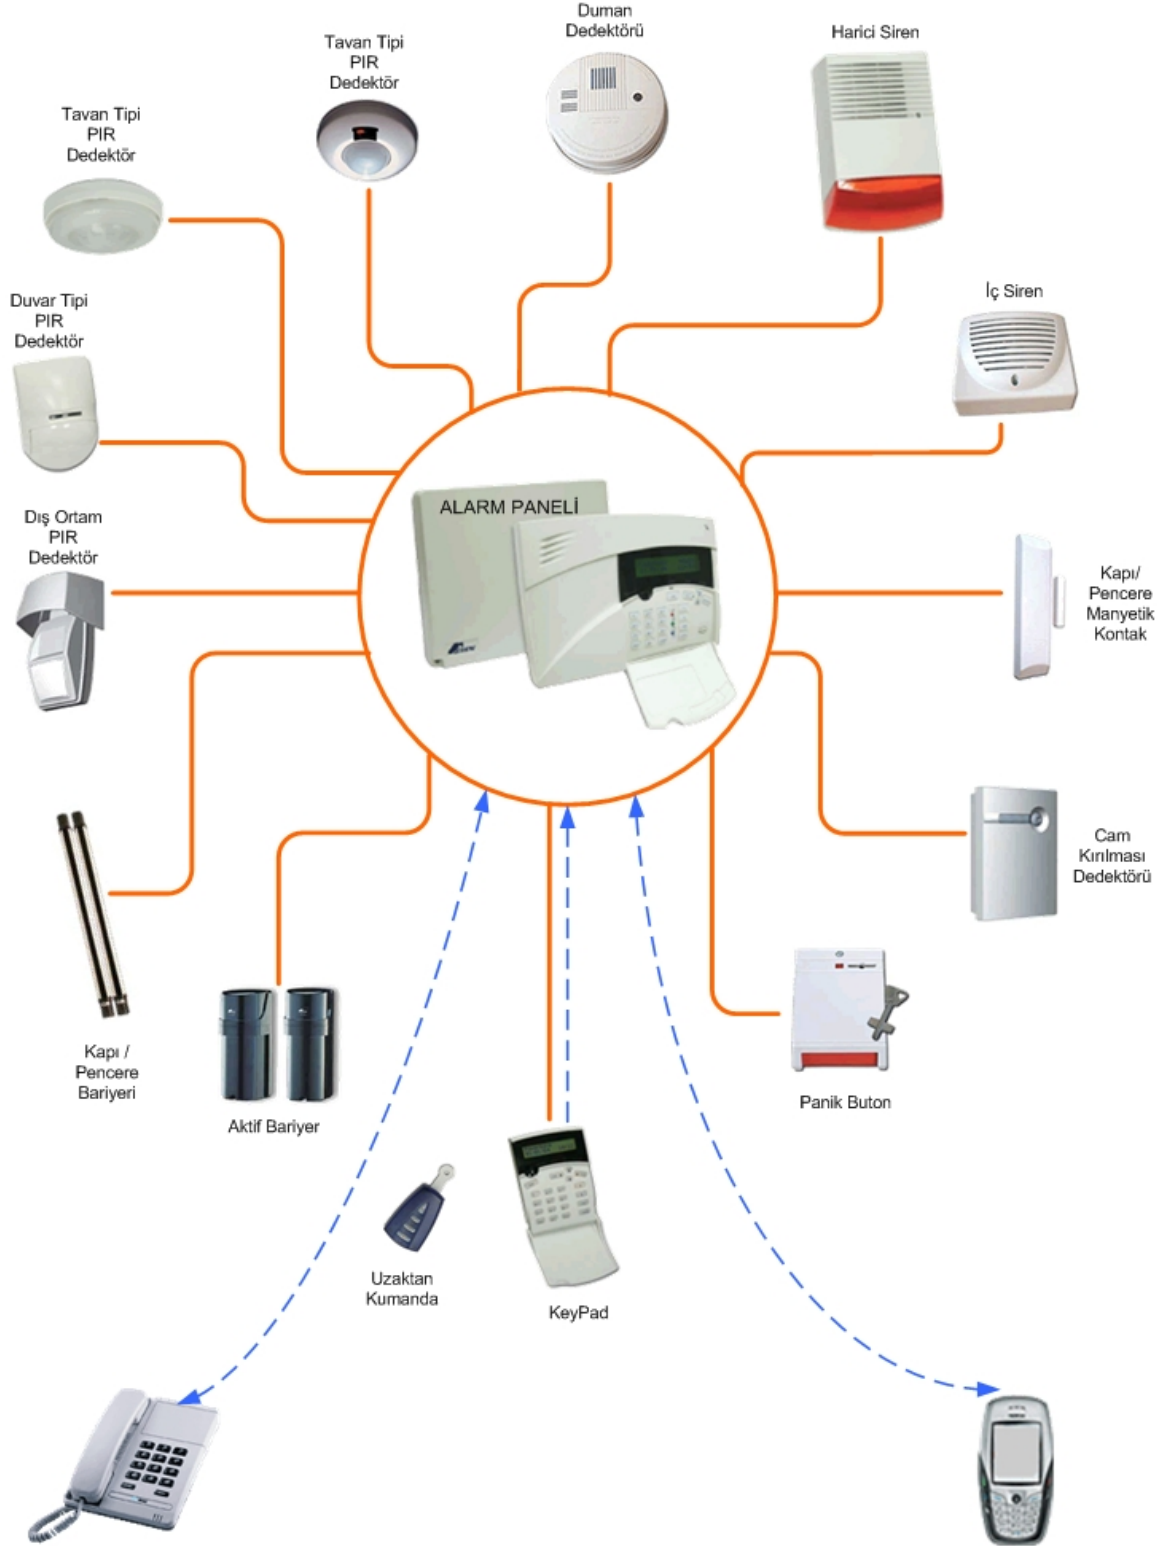 Duman
Dedektörü
Harici Siren
Tavan Tipi
PIR
Dedektör
Tavan Tipi
PIR
Dedektör
İç Siren
Duvar Tipi
PIR
Dedektör
ALARM PANELİ
Dış Ortam
PIR
Dedektör
Kapı/
Pencere
Manyetik
Kontak
Cam
Kırılması
Dedektörü
Kapı /
Pencere
Bariyeri
Aktif Bariyer
Panik Buton
Uzaktan
Kumanda
KeyPad